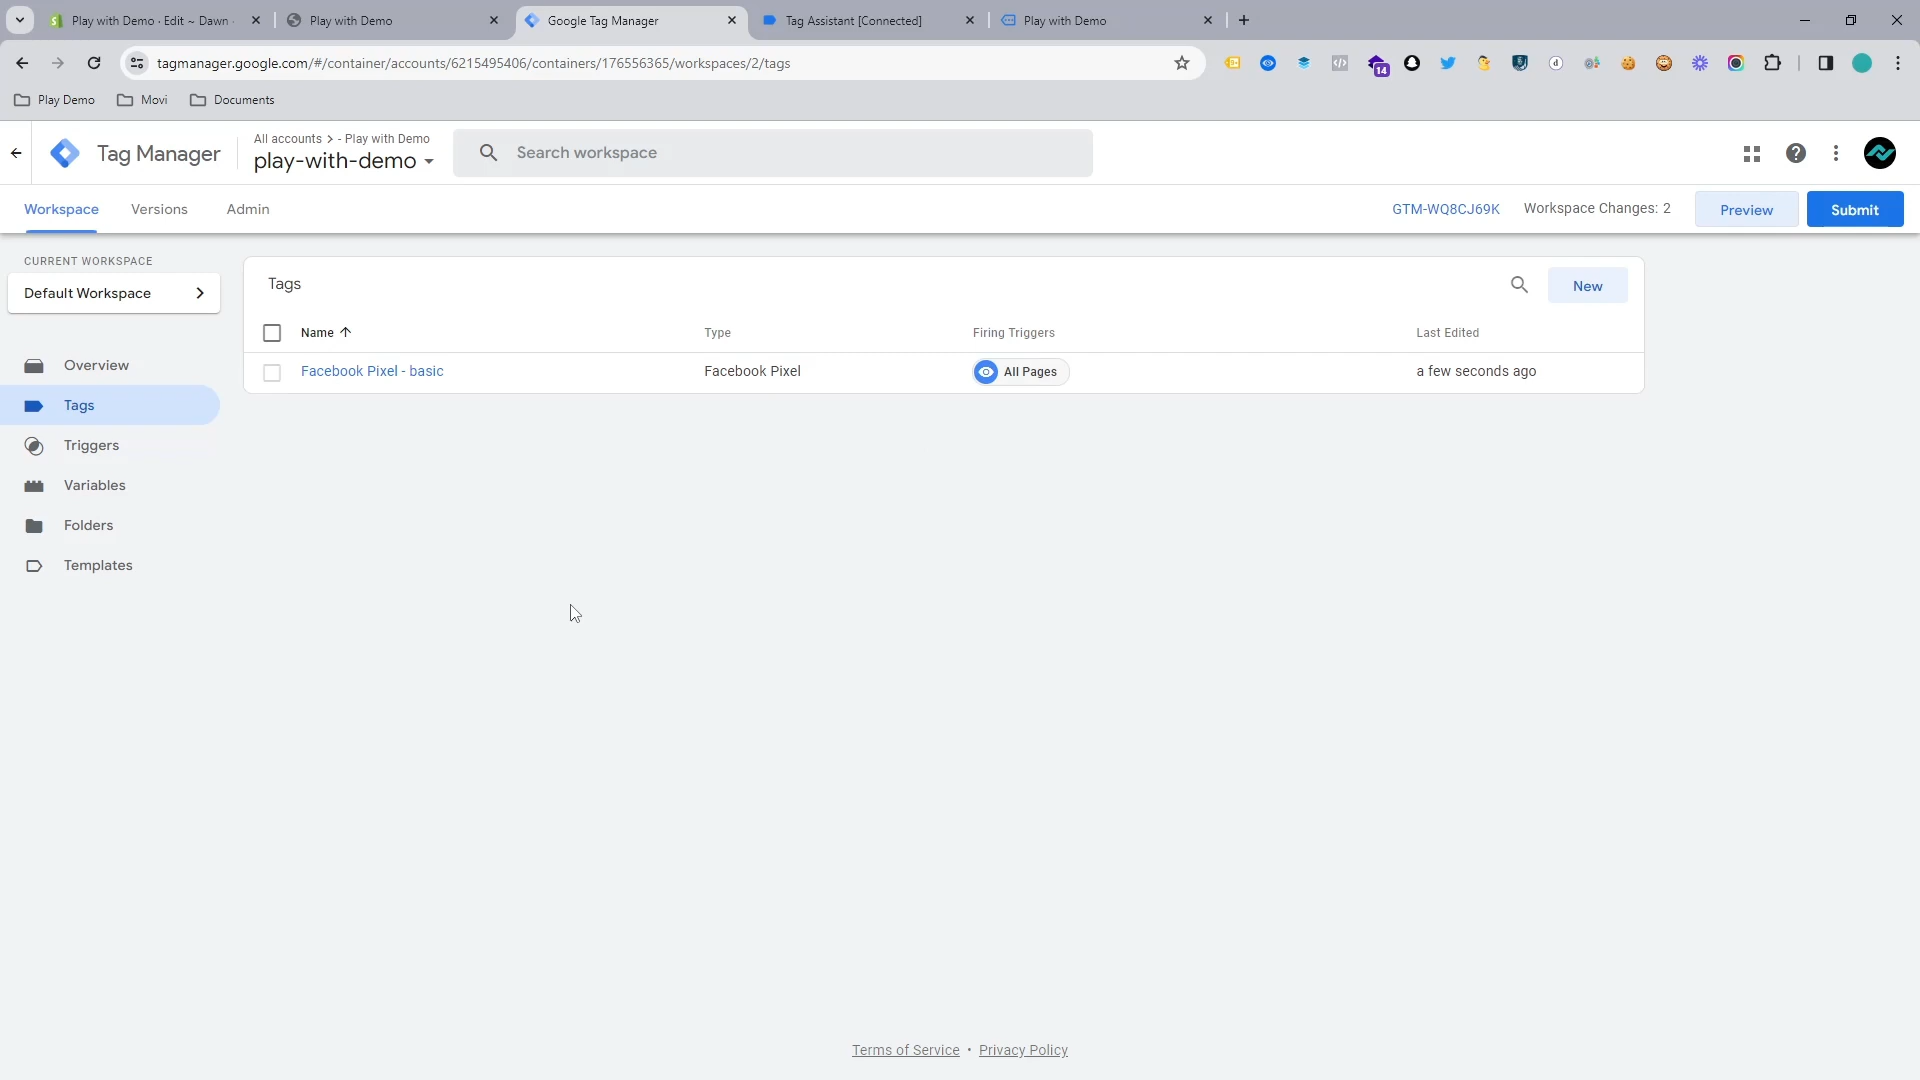 Play with Demo · Edit ~ Dawn
Play with Demo
Google Tag Manager
Tag Assistant [Connected]
Play with Demo
tagmanager.google.com/#/container/accounts/6215495406/containers/176556365/workspaces/2/tags
14
Play Demo
Movi
Documents
Tag Manager
All accounts > - Play with Demo
play-with-demo
Search workspace
Workspace
Versions
Admin
GTM-WQ8CJ69K
Workspace Changes: 2
Preview
Submit
CURRENT WORKSPACE
Default Workspace
Overview
Tags
Triggers
Variables
Folders
Templates
Tags
New
Name
Type
Firing Triggers
Last Edited
Facebook Pixel - basic
Facebook Pixel
All Pages
a few seconds ago
Terms of Service • Privacy Policy